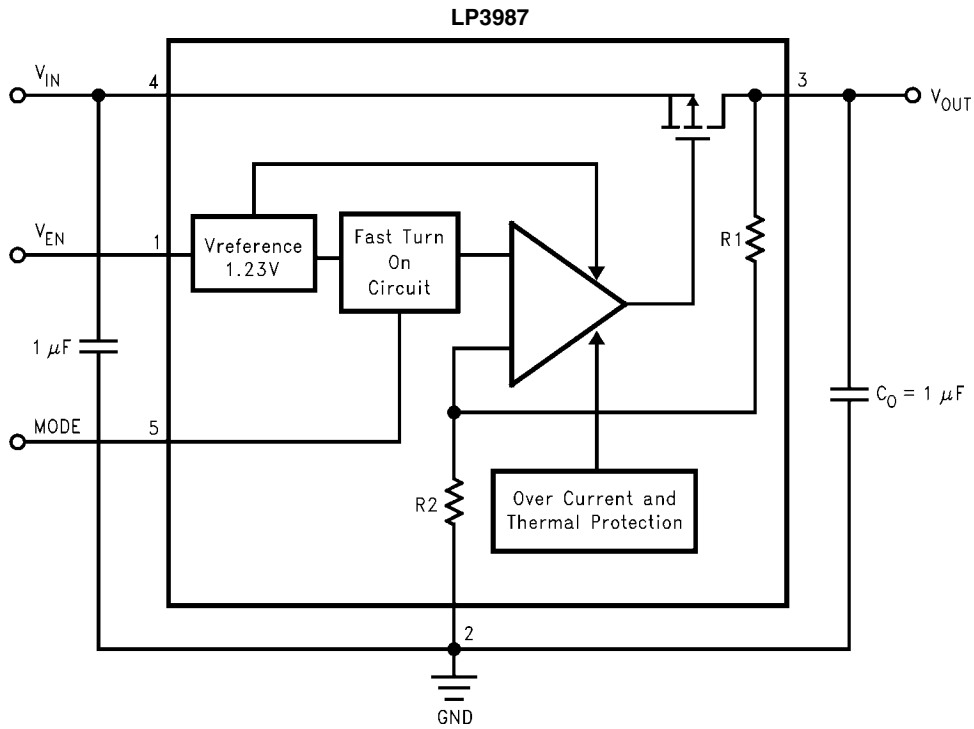 LP3987
VIN
4
3
VOUT
VEN
1
Vreference
1.23V
Fast Turn
On
Circuit
R1
1 μF
CO = 1 μF
MODE
5
R2
Over Current and
Thermal Protection
2
GND